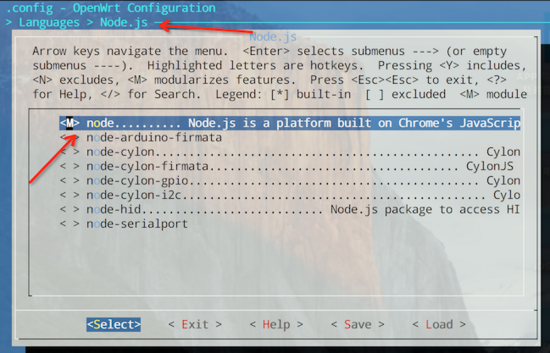 .config - OpenWrt Configuration
> Languages > Node.js
Node.js
Arrow keys navigate the menu.  <Enter> selects submenus ---> (or empty
submenus ----).  Highlighted letters are hotkeys.  Pressing <Y> includes,
<N> excludes, <M> modularizes features.  Press <Esc><Esc> to exit, <?>
for Help, </> for Search.  Legend: [*] built-in  [ ] excluded  <M> module
<M> node.......... Node.js is a platform built on Chrome's JavaScrip
< > node-arduino-firmata
< > node-cylon................................................ Cylon
< > node-cylon-firmata..................................... CylonJS
< > node-cylon-gpio........................................... Cylon
< > node-cylon-i2c............................................ Cylo
< > node-hid........................ Node.js package to access HI
< > node-serialport
<Select>    < Exit >    < Help >    < Save >    < Load >